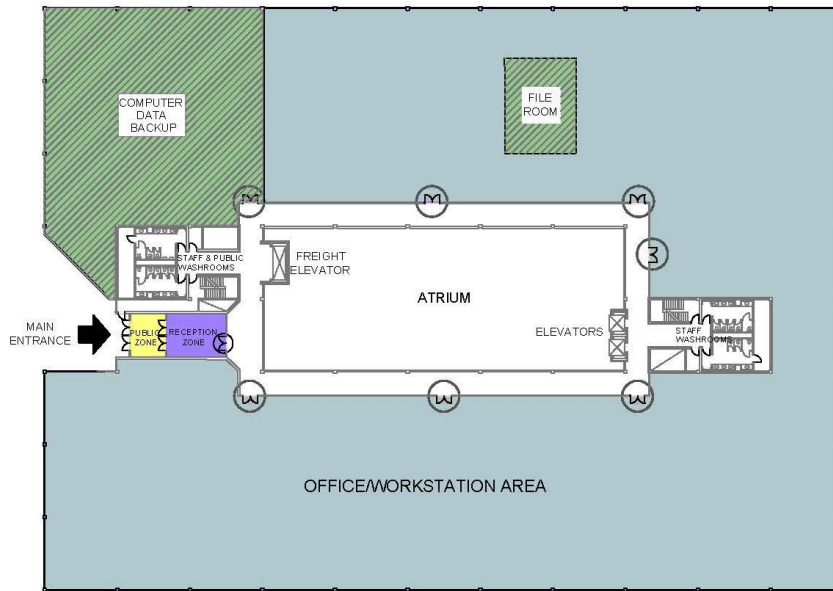 COMPUTER
DATA
BACKUP
FILE
ROOM
STAFF & PUBLIC
WASHROOMS
FREIGHT
ELEVATOR
ATRIUM
MAIN
ENTRANCE
PUBLIC
ZONE
RECEPTION
ZONE
ELEVATORS
STAFF
WASHROOMS
OFFICE/WORKSTATION AREA